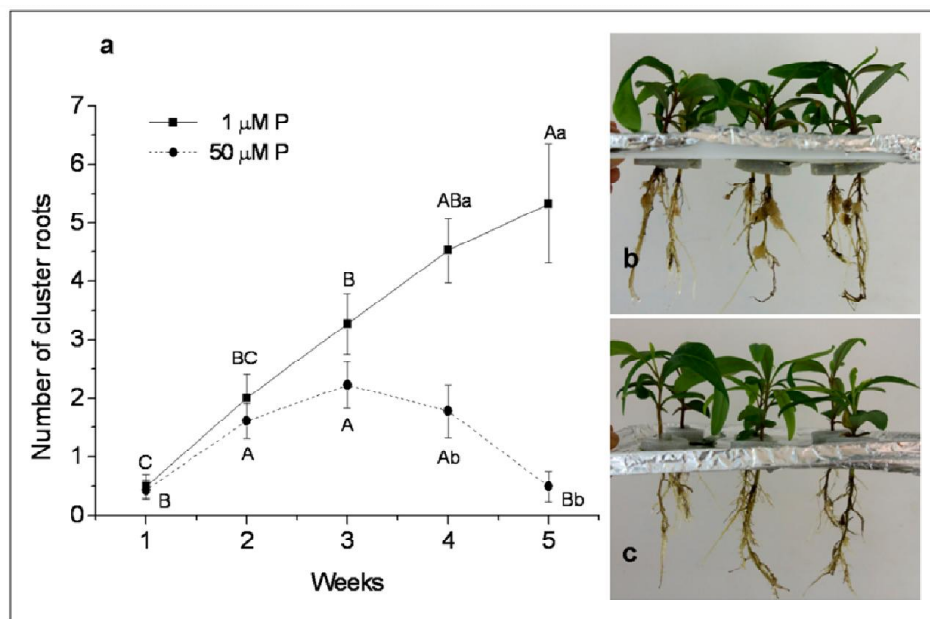 a
7
6
5
4
3
2
1
0
Number of cluster roots
1 μM P
50 μM P
C
B
BC
A
B
A
ABa
Ab
Aa
Bb
1 2 3 4 5
Weeks
b
c